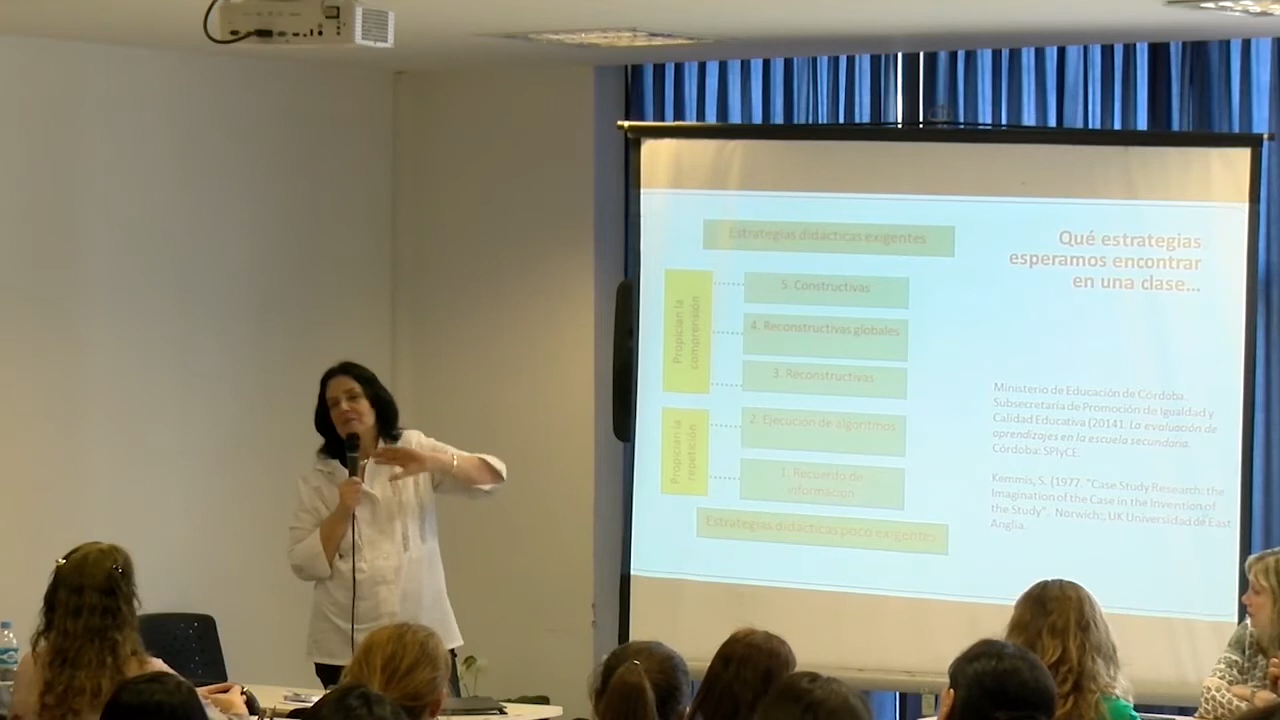 Estrategias didácticas exigentes
Qué estrategias
esperamos encontrar
en una clase...
Propician la
comprensión
5. Constructivas
4. Reconstructivas globales
3. Reconstructivas
Propician la
repetición
2. Ejecución de algoritmos
1. Recuerdo de
información
Estrategias didácticas poco exigentes
Ministerio de Educación de Córdoba.
Subsecretaría de Promoción de Igualdad y
Calidad Educativa (2014). La evaluación de
aprendizajes en la escuela secundaria.
Córdoba: SPIyCE.
Kemmis, S. (1977. "Case Study Research: the
Imagination of the Case in the Invention of
the Study". Norwich:, UK Universidad de East
Anglia.